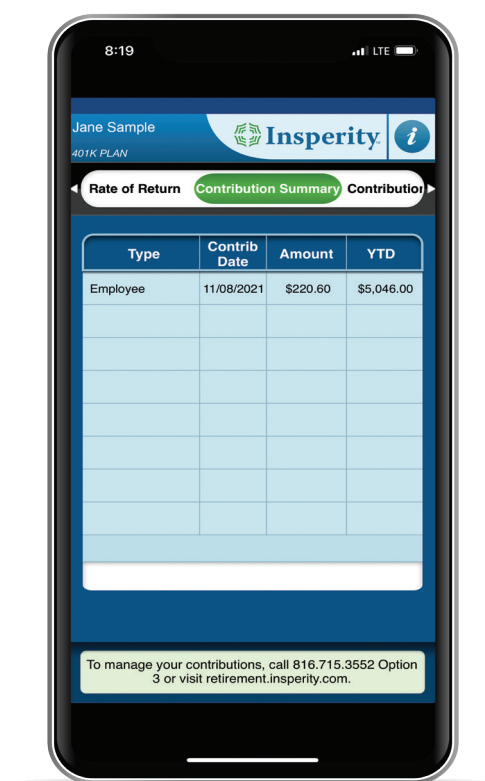 8:19 LTE
Jane Sample
401K PLAN
Insperity
i
Rate of Return Contribution Summary Contribution
Type Contrib Date Amount YTD
Employee 11/08/2021 $220.60 $5,046.00
To manage your contributions, call 816.715.3552 Option
3 or visit retirement.insperity.com.